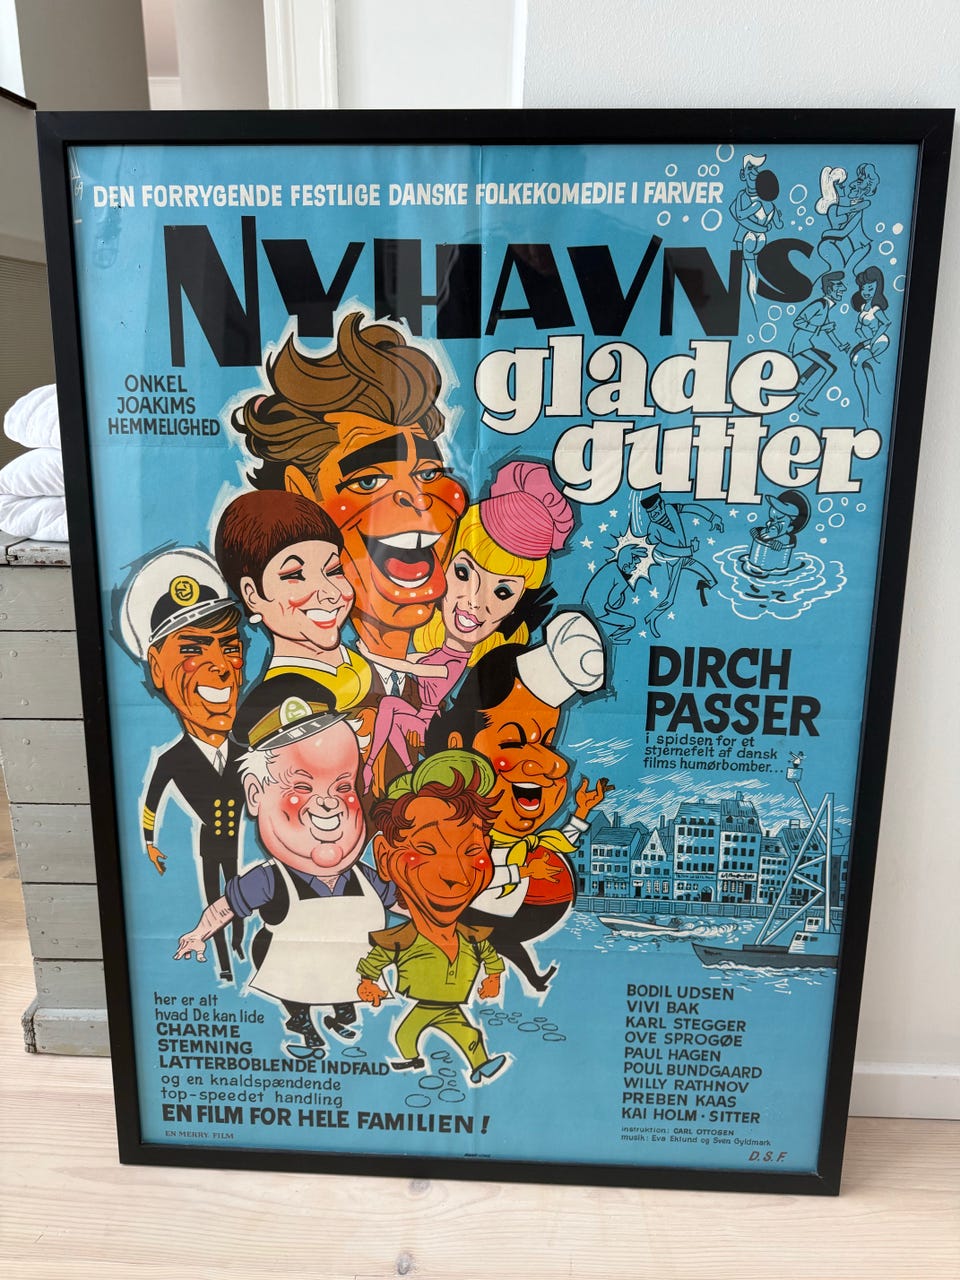 DEN FORRYGENDE FESTLIGE DANSKE FOLKEKOMEDIE I FARVER
NYHAVNS
glade
gutter
ONKEL
JOAKIMS
HEMMELIGHED
DIRCH
PASSER
i spidsen for et
stjernefelt af dansk
films humørbomber...
her er alt
hvad De kan lide
CHARME
STEMNING
LATTERBOBLENDE INDFALD
og en knaldspændende
top-speedet handling
EN FILM FOR HELE FAMILIEN!
EN MERRY FILM
BODIL UDSEN
VIVI BAK
KARL STEGGER
OVE SPROGØE
PAUL HAGEN
POUL BUNDGAARD
WILLY RATHNOV
PREBEN KAAS
KAI HOLM · SITTER
instruktion: CARL OTTOSEN
musik: Eva Eklund og Sven Gyldmark
D.S.F.